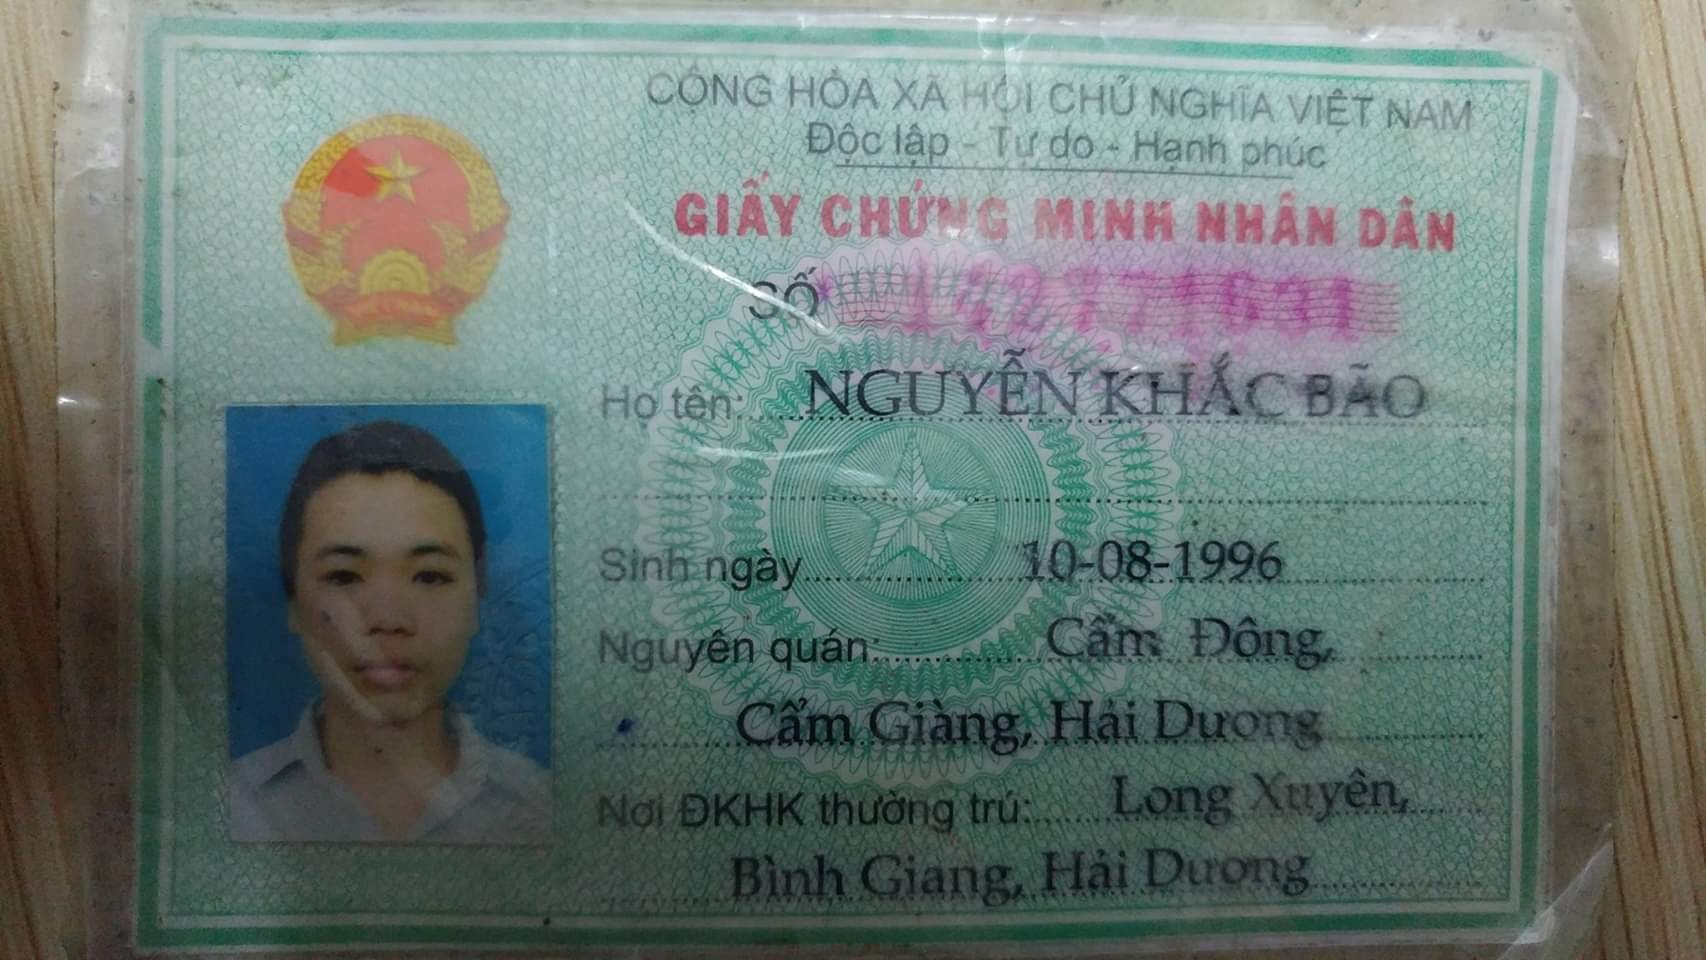 CỘNG HÒA XÃ HỘI CHỦ NGHĨA VIỆT NAM
Độc lập - Tự do - Hạnh phúc
GIẤY CHỨNG MINH NHÂN DÂN
SỐ
Họ tên: NGUYỄN KHẮC BÃO
Sinh ngày 10-08-1996
Nguyên quán: Cẩm Đông,
Cẩm Giàng, Hải Dương
Nơi ĐKHK thường trú: Long Xuyên,
Bình Giang, Hải Dương